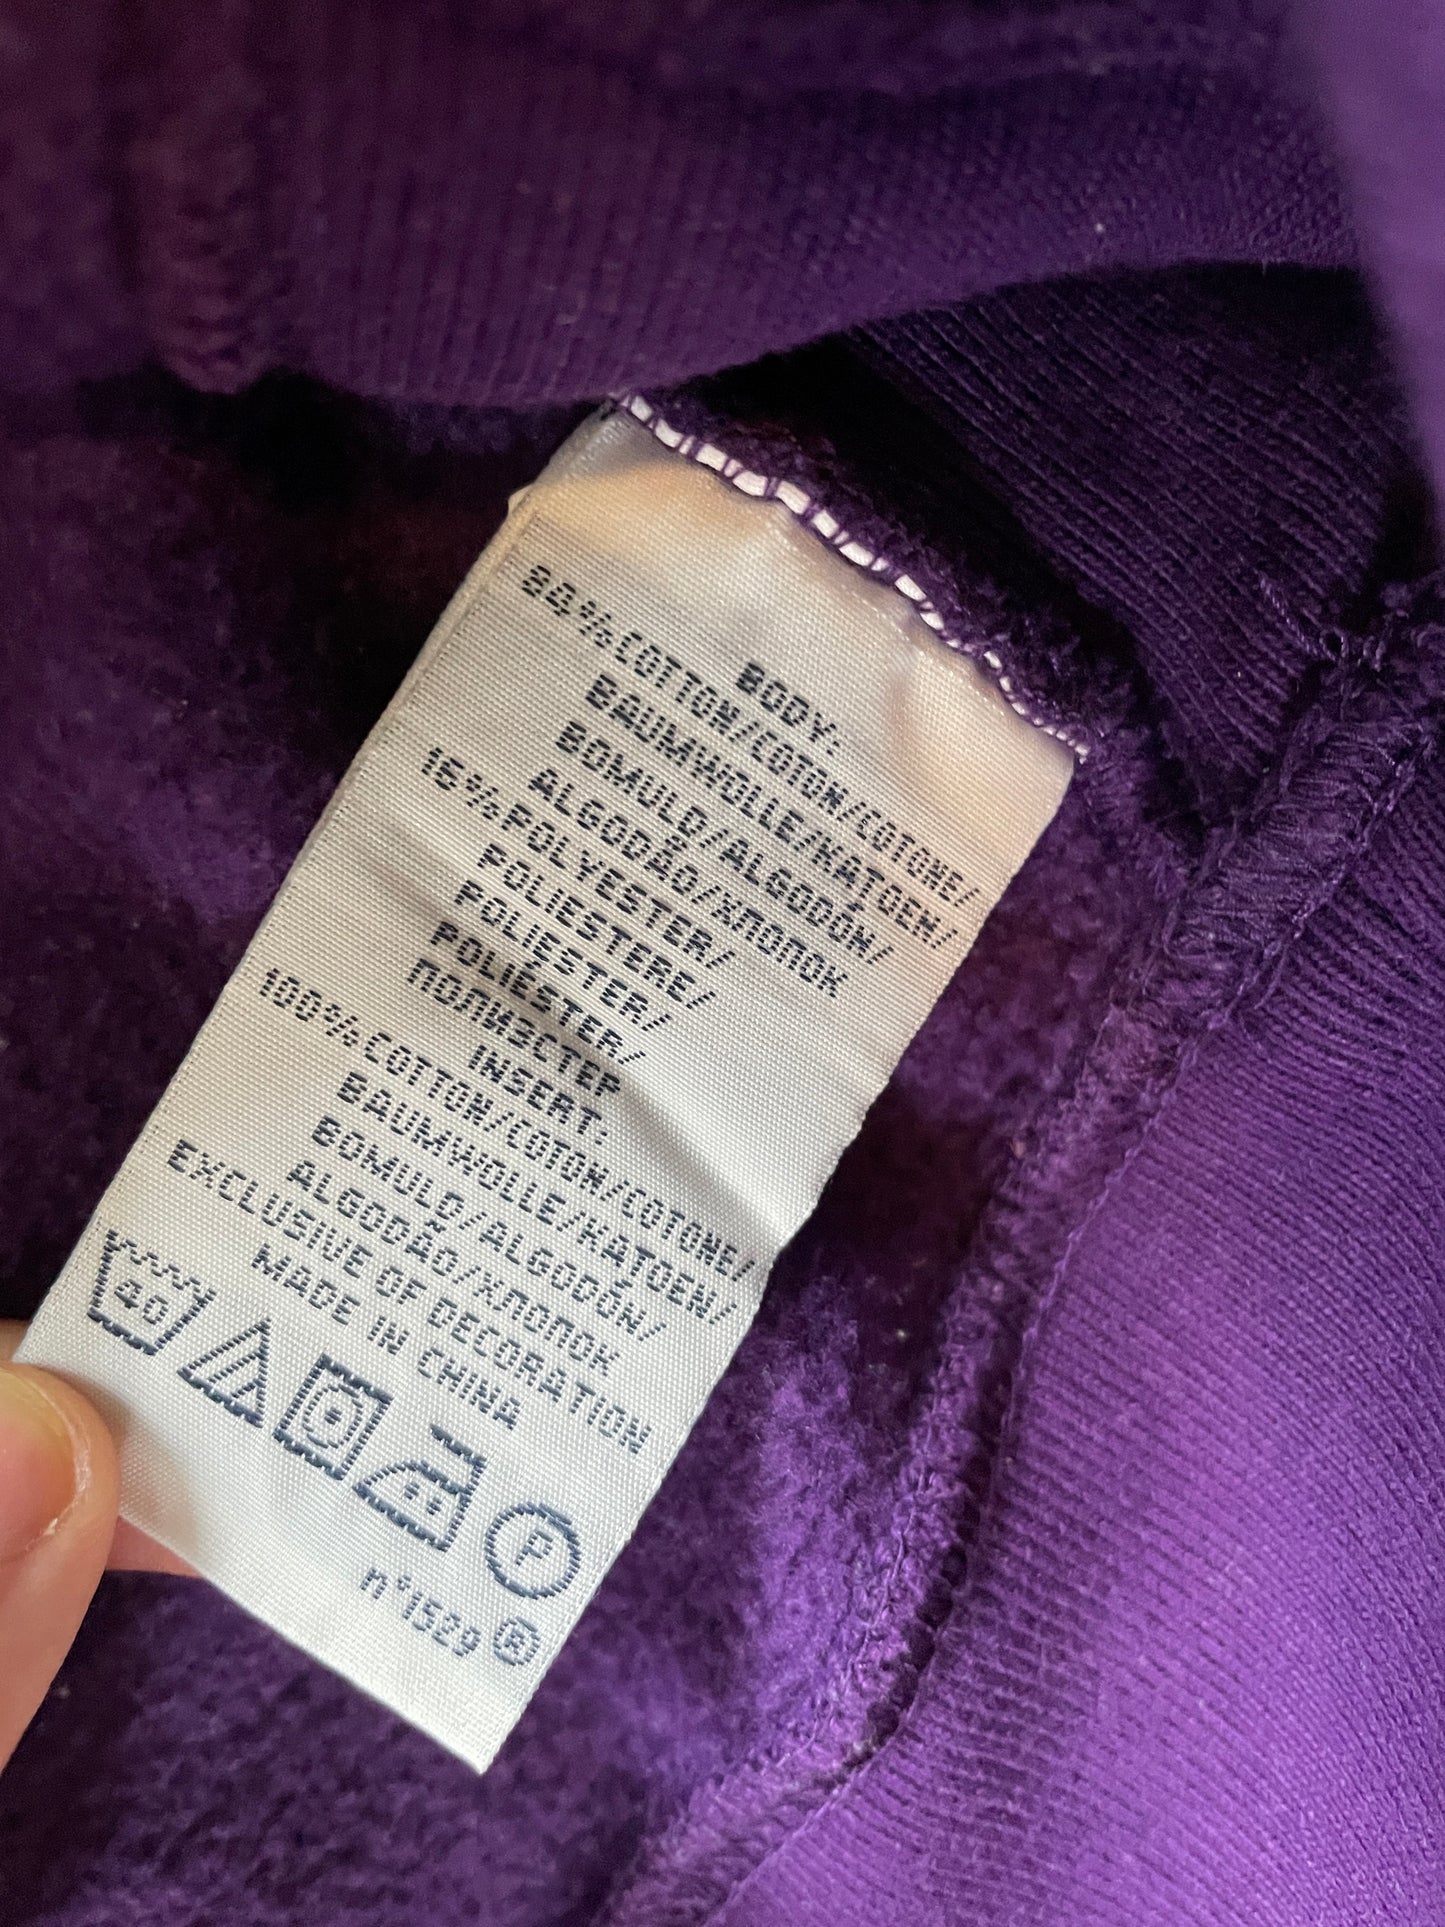 BODY:
84% COTTON/COTON/COTONE/
BAUMWOLLE/KATOEN/
BOMULD/ALGODÓN/
ALGODÃO/ХЛОПОК
16% POLYESTER/
POLIESTERE/
POLIESTER/
POLIÉSTER/
ПОЛИЭСТЕР
INSERT:
100% COTTON/COTON/COTONE/
BAUMWOLLE/KATOEN/
BOMULD/ALGODÓN/
ALGODÃO/ХЛОПОК
EXCLUSIVE OF DECORATION
MADE IN CHINA
40
P
n°1529 ®